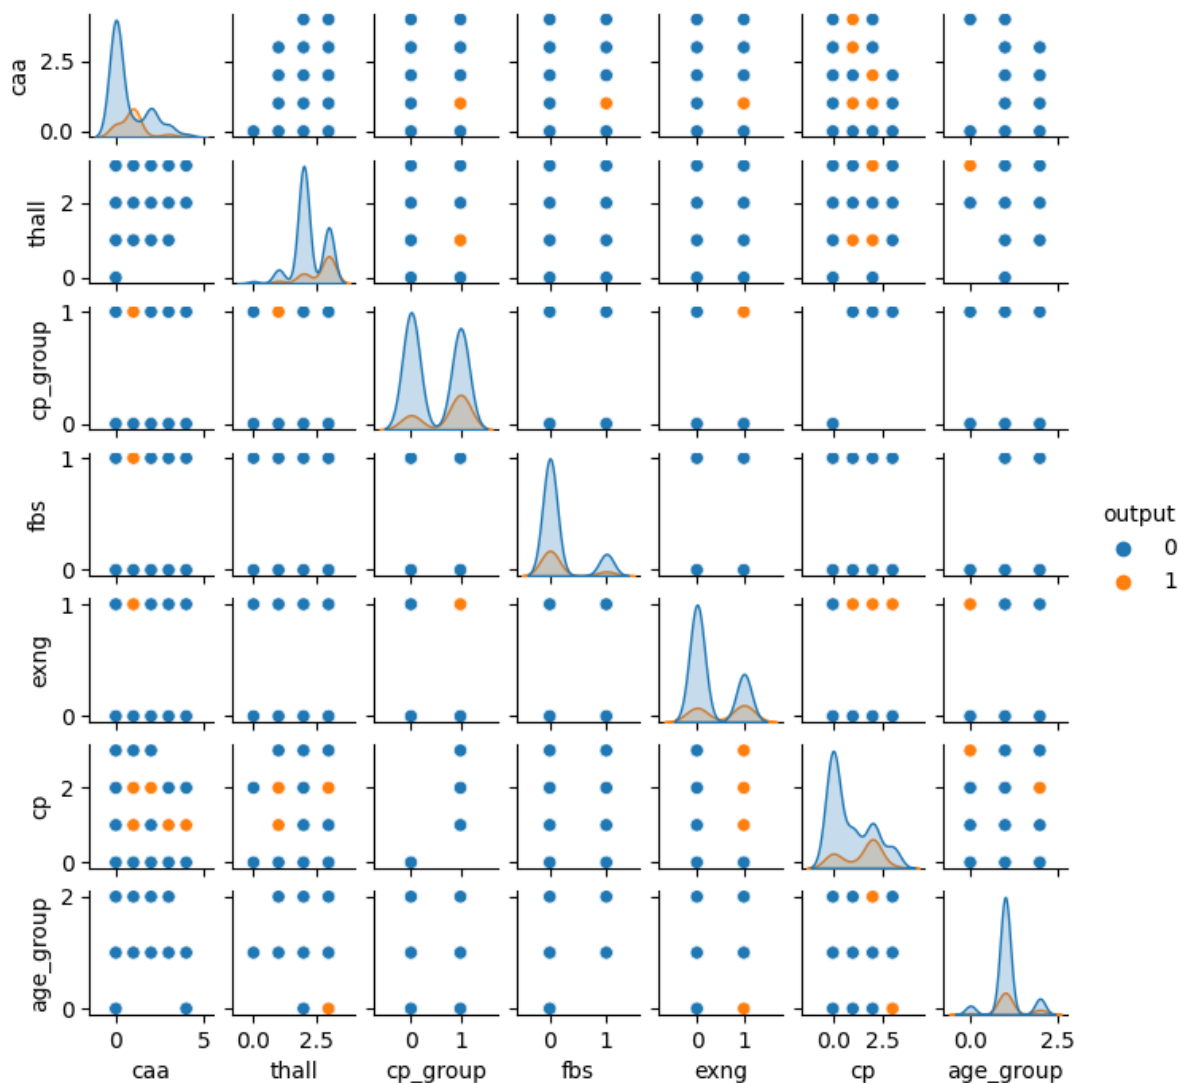 caa
2.5
0.0
thall
2
0
cp_group
1
0
fbs
1
0
output
0
1
exng
1
0
cp
2
0
age_group
2
0
0 5 0.0 2.5 0 1 0 1 0 1 0.0 2.5 0.0 2.5
caa thall cp_group fbs exng cp age_group